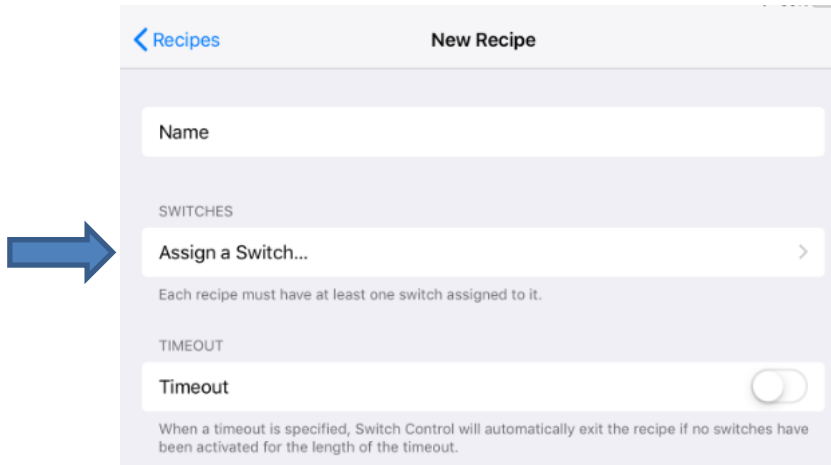 Recipes
New Recipe
Name
SWITCHES
Assign a Switch...
Each recipe must have at least one switch assigned to it.
TIMEOUT
Timeout
When a timeout is specified, Switch Control will automatically exit the recipe if no switches have
been activated for the length of the timeout.